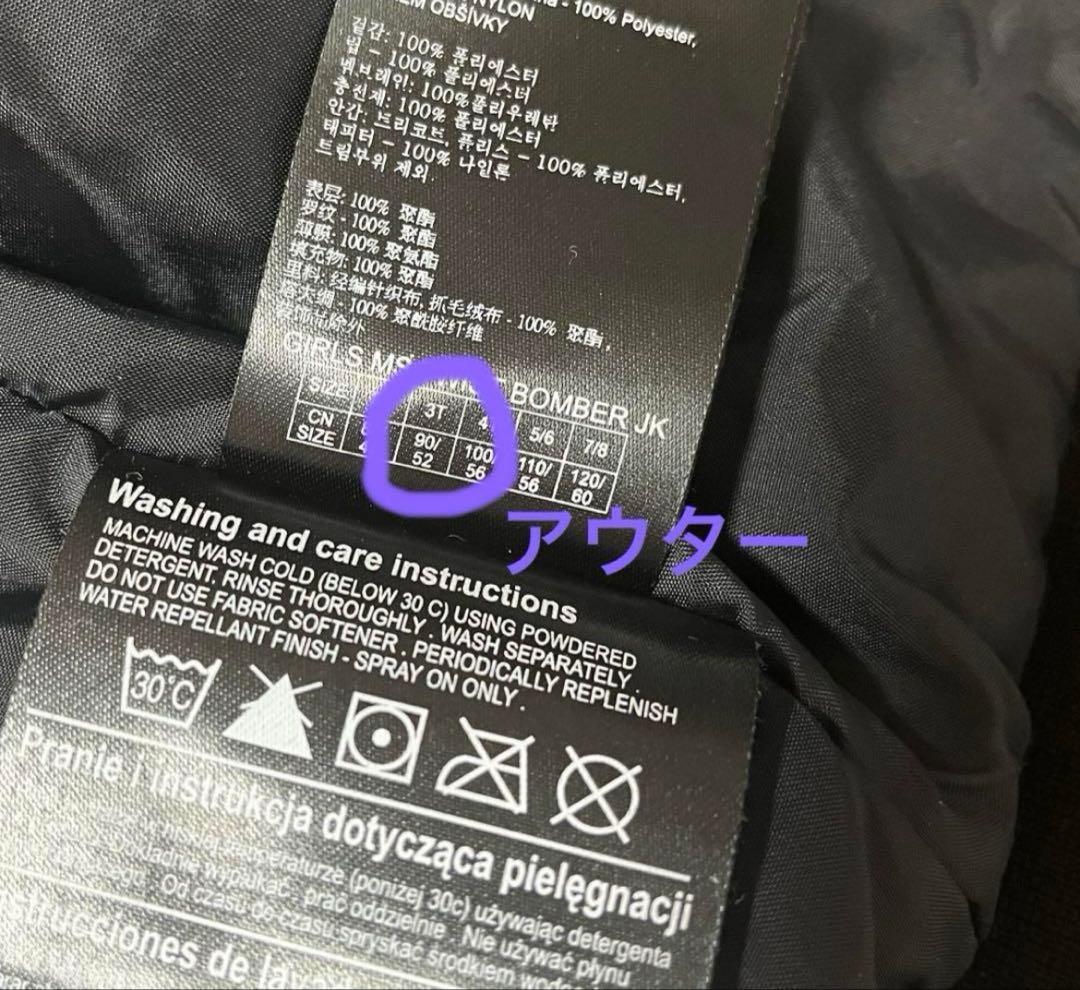 - 100% Polyester,
NYLON
OBŠÍVKY
겉감: 100% 폴리에스터
립 - 100% 폴리에스터
멤브레인: 100%폴리우레탄
충전재: 100% 폴리에스터
안감: 트리코트, 플리스 - 100% 폴리에스터,
태피터 - 100% 나일론
트림부위 제외.
表层: 100% 聚酯
罗纹 - 100% 聚酯
薄膜: 100% 聚氨酯
填充物: 100% 聚酯
里料: 经编针织布, 抓毛绒布 - 100% 聚酯,
塔夫绸 - 100% 聚酰胺纤维
装饰品除外
GIRLS MS BOMBER JK
SIZE 3T 5/6 7/8
CN SIZE 90/52 100/56 110/56 120/60
アウター
Washing and care instructions
MACHINE WASH COLD (BELOW 30 C) USING POWDERED
DETERGENT. RINSE THOROUGHLY. WASH SEPARATELY.
DO NOT USE FABRIC SOFTENER. PERIODICALLY REPLENISH
WATER REPELLANT FINISH - SPRAY ON ONLY.
30°C
Pranie / instrukcja dotycząca pielęgnacji
temperaturze (poniżej 30c) używając detergenta
wypłukać. prać oddzielnie. Nie używać płynu
Od czasu do czasu spryskać środkiem